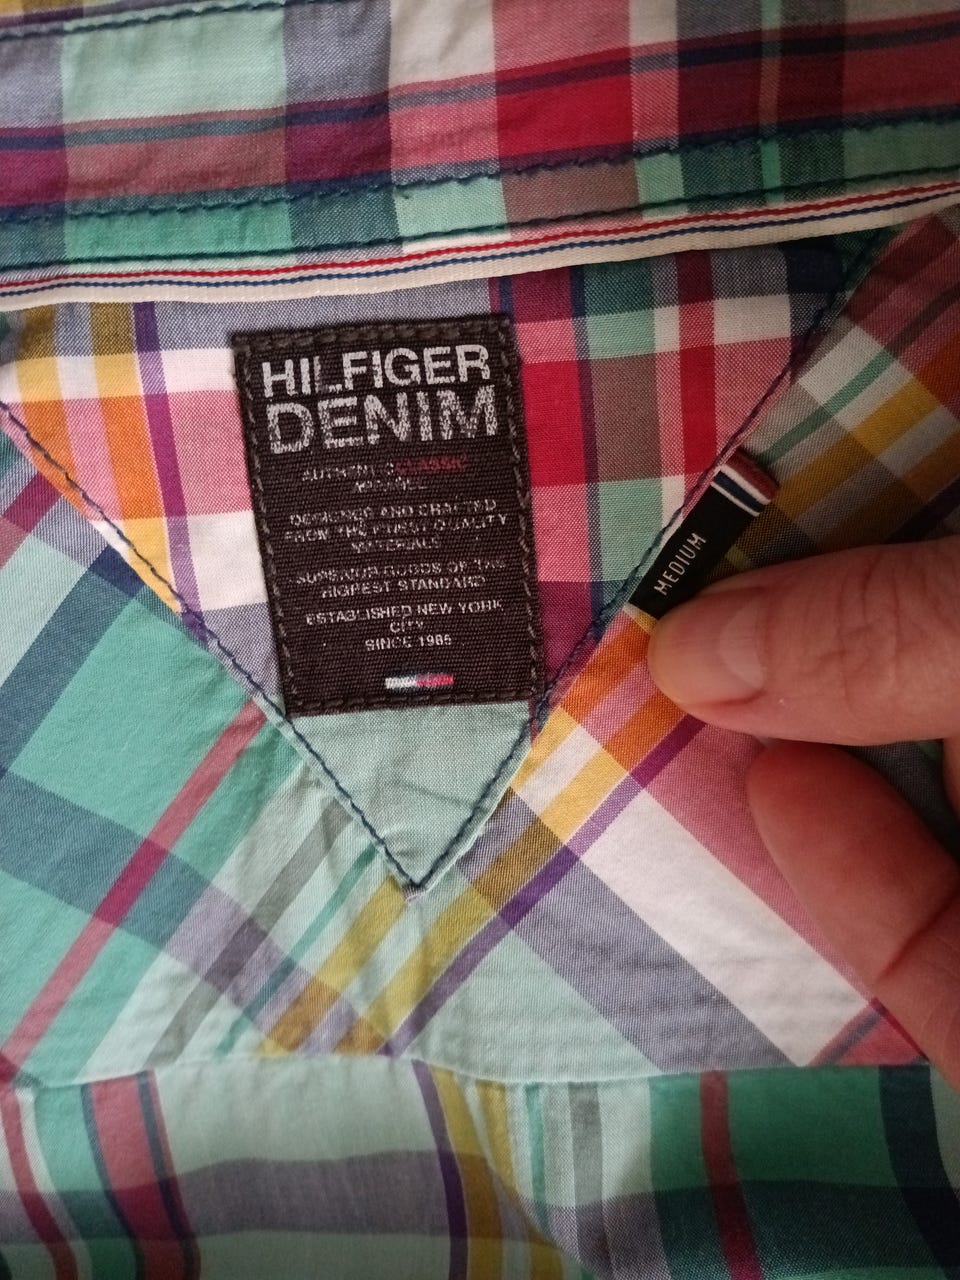 HILFIGER
DENIM
AUTHENTIC CLASSIC
APPAREL
DESIGNED AND CRAFTED
FROM THE FINEST QUALITY
MATERIALS
SUPERIOR GOODS OF THE
HIGHEST STANDARD
ESTABLISHED NEW YORK
CITY
SINCE 1985
MEDIUM